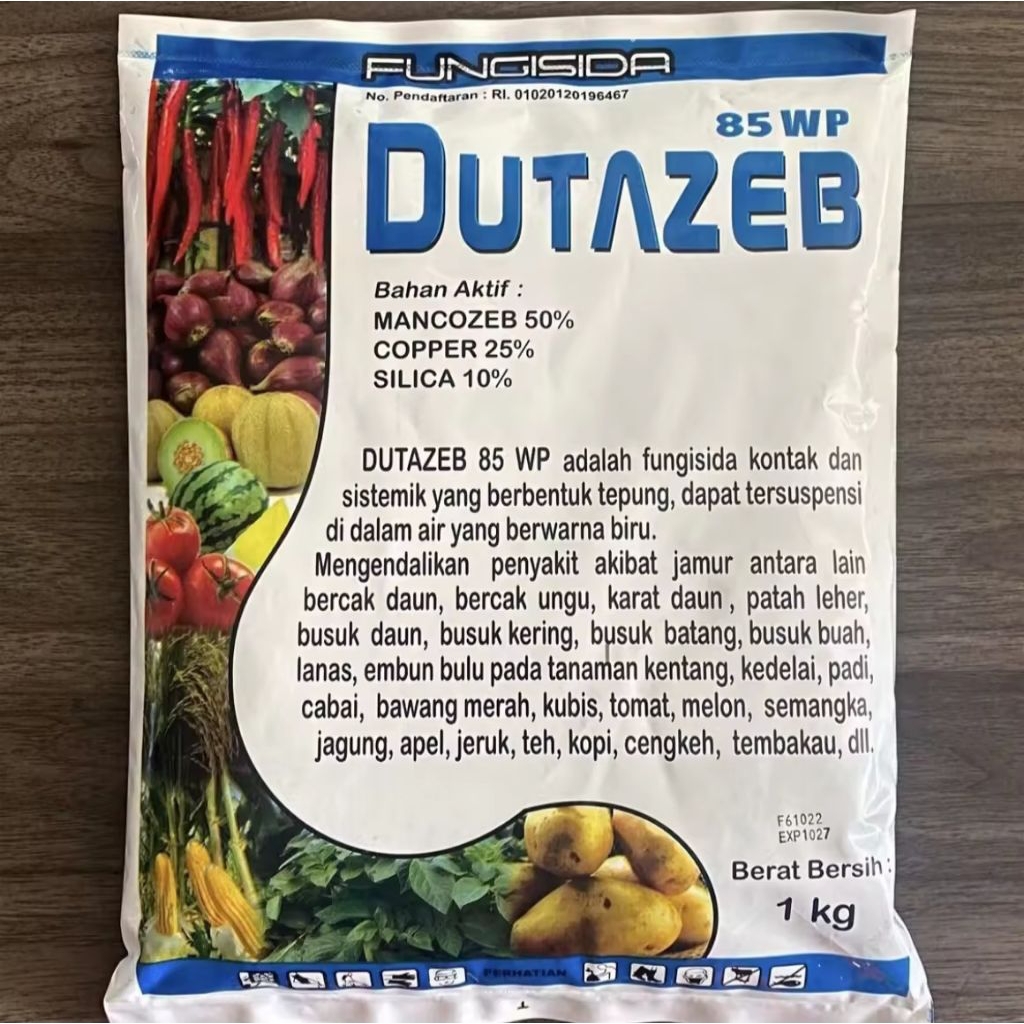 FUNGISIDA
No. Pendaftaran : RI. 01020120196467
85 WP
DUTAZEB
Bahan Aktif :
MANCOZEB 50%
COPPER 25%
SILICA 10%
DUTAZEB 85 WP adalah fungisida kontak dan
sistemik yang berbentuk tepung, dapat tersuspensi
di dalam air yang berwarna biru.
Mengendalikan penyakit akibat jamur antara lain
bercak daun, bercak ungu, karat daun , patah leher,
busuk daun, busuk kering, busuk batang, busuk buah,
lanas, embun bulu pada tanaman kentang, kedelai, padi,
cabai, bawang merah, kubis, tomat, melon, semangka,
jagung, apel, jeruk, teh, kopi, cengkeh, tembakau, dll.
F61022
EXP1027
Berat Bersih :
1 kg
PERHATIAN